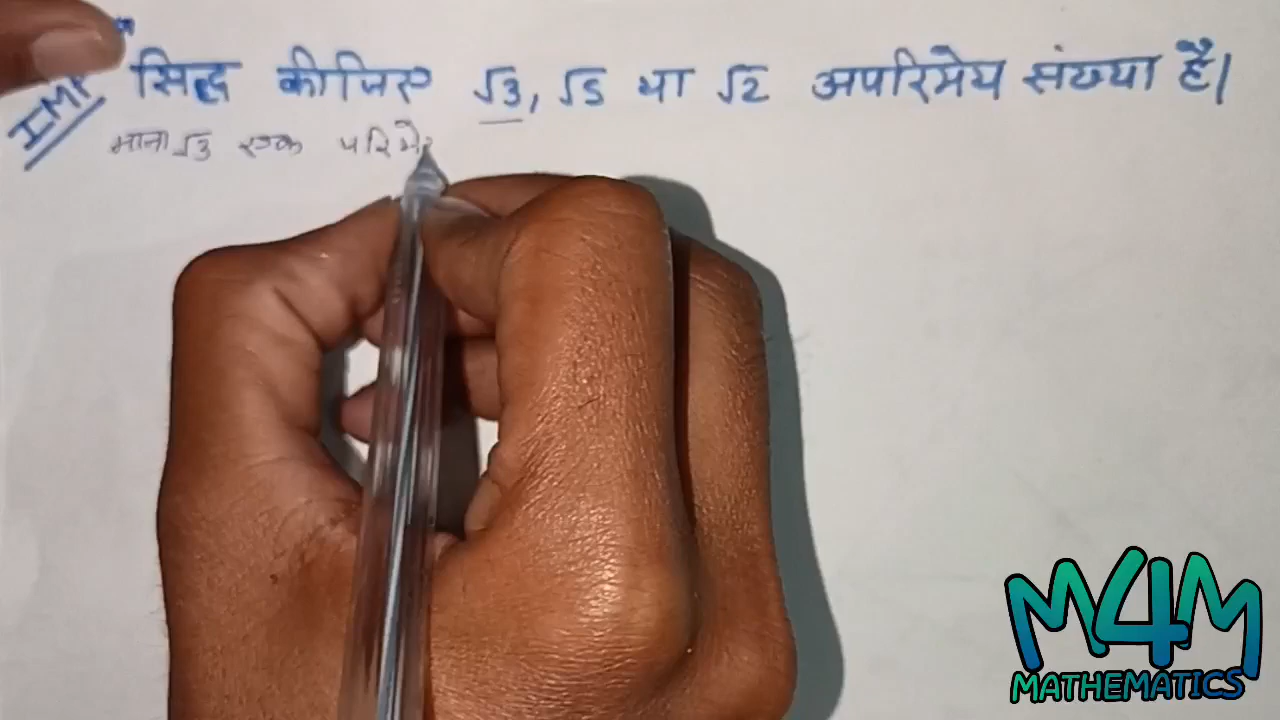 IMP
सिद्ध कीजिए √3, √5 या √2 अपरिमेय संख्या है।
माना √3 एक परिमे
M4M
MATHEMATICS